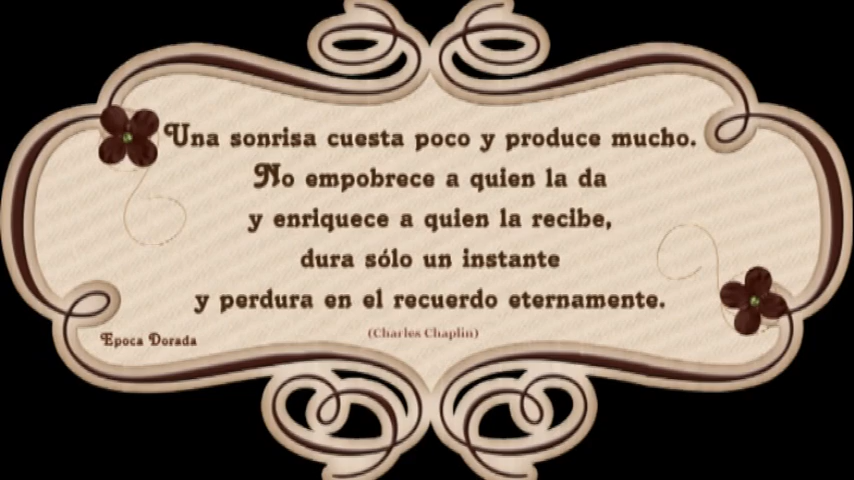 Una sonrisa cuesta poco y produce mucho.
No empobrece a quien la da
y enriquece a quien la recibe,
dura sólo un instante
y perdura en el recuerdo eternamente.
(Charles Chaplin)
Epoca Dorada